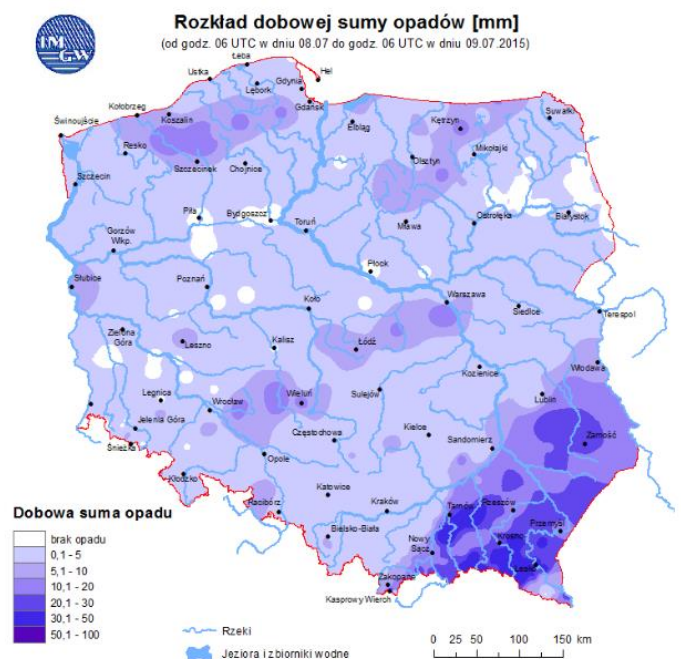 Rozkład dobowej sumy opadów [mm]
(od godz. 06 UTC w dniu 08.07 do godz. 06 UTC w dniu 09.07.2015)
IM
GW
Łeba
Hel
Ustka
Lębork
Gdynia
Gdańsk
Kołobrzeg
Koszalin
Świnoujście
Elbląg
Kętrzyn
Suwałki
Resko
Szczecinek
Chojnice
Olsztyn
Mikołajki
Szczecin
Piła
Bydgoszcz
Toruń
Mława
Ostrołęka
Białystok
Gorzów
Wlkp.
Płock
Słubice
Poznań
Koło
Warszawa
Siedlce
Terespol
Zielona
Góra
Leszno
Kalisz
Łódź
Kozienice
Włodawa
Legnica
Wrocław
Wieluń
Sulejów
Lublin
Jelenia Góra
Śnieżka
Częstochowa
Kielce
Sandomierz
Zamość
Kłodzko
Opole
Racibórz
Katowice
Kraków
Tarnów
Rzeszów
Przemyśl
Bielsko-Biała
Nowy
Sącz
Krosno
Lesko
Zakopane
Kasprowy Wierch
Dobowa suma opadu
brak opadu
0,1 - 5
5,1 - 10
10,1 - 20
20,1 - 30
30,1 - 50
50,1 - 100
Rzeki
Jeziora i zbiorniki wodne
0 25 50 100 150 km